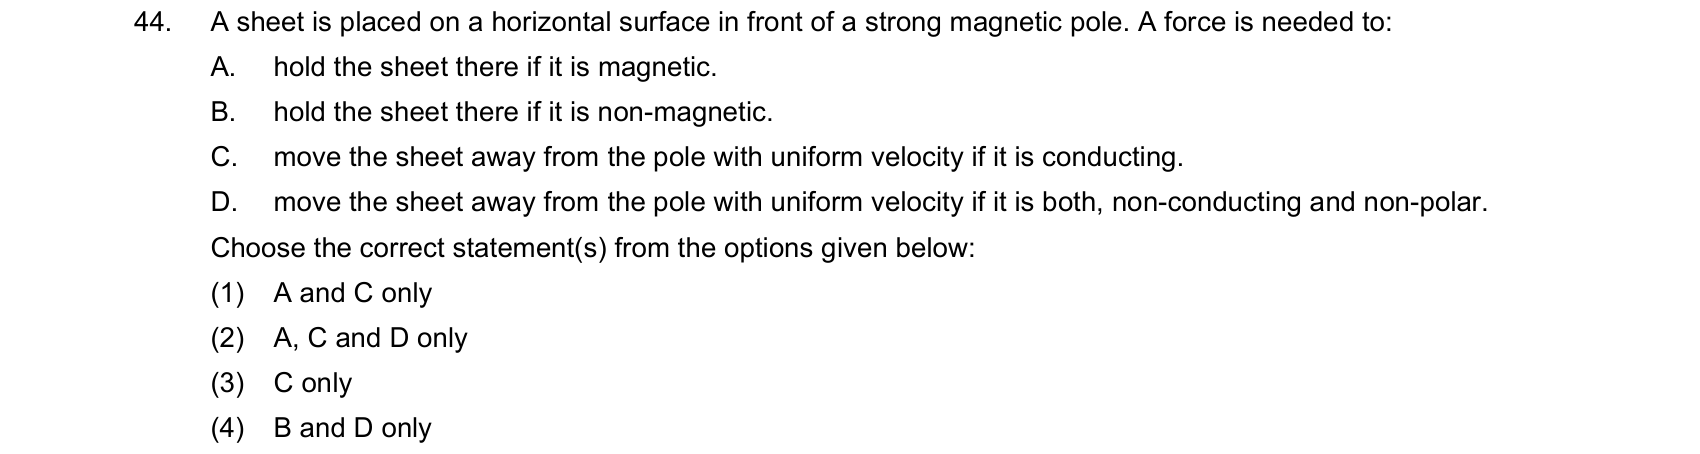 44. A sheet is placed on a horizontal surface in front of a strong magnetic pole. A force is needed to:
A. hold the sheet there if it is magnetic.
B. hold the sheet there if it is non-magnetic.
C. move the sheet away from the pole with uniform velocity if it is conducting.
D. move the sheet away from the pole with uniform velocity if it is both, non-conducting and non-polar.
Choose the correct statement(s) from the options given below:
(1) A and C only
(2) A, C and D only
(3) C only
(4) B and D only